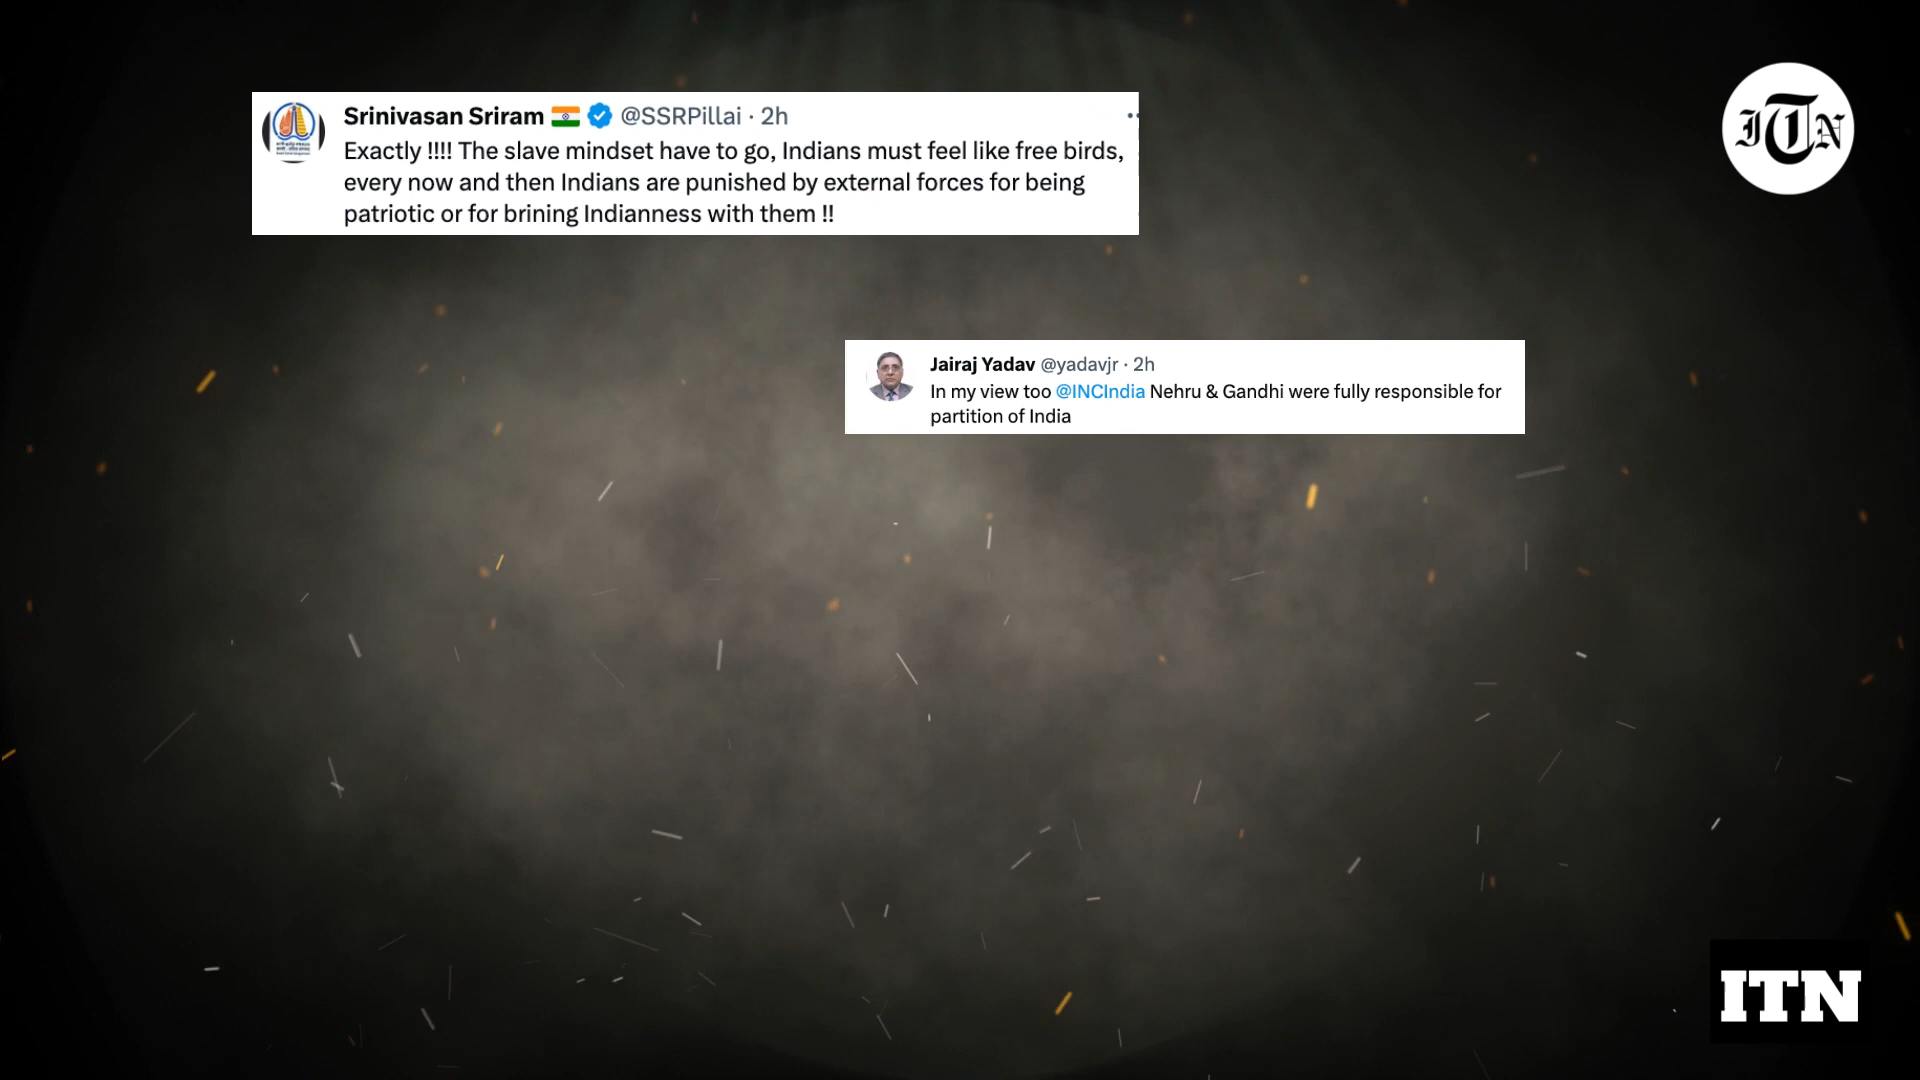 Srinivasan Sriram @SSRPillai · 2h
Exactly !!!! The slave mindset have to go, Indians must feel like free birds,
every now and then Indians are punished by external forces for being
patriotic or for brining Indianness with them !!
ITN
Jairaj Yadav @yadavjr · 2h
In my view too @INCIndia Nehru & Gandhi were fully responsible for
partition of India
ITN